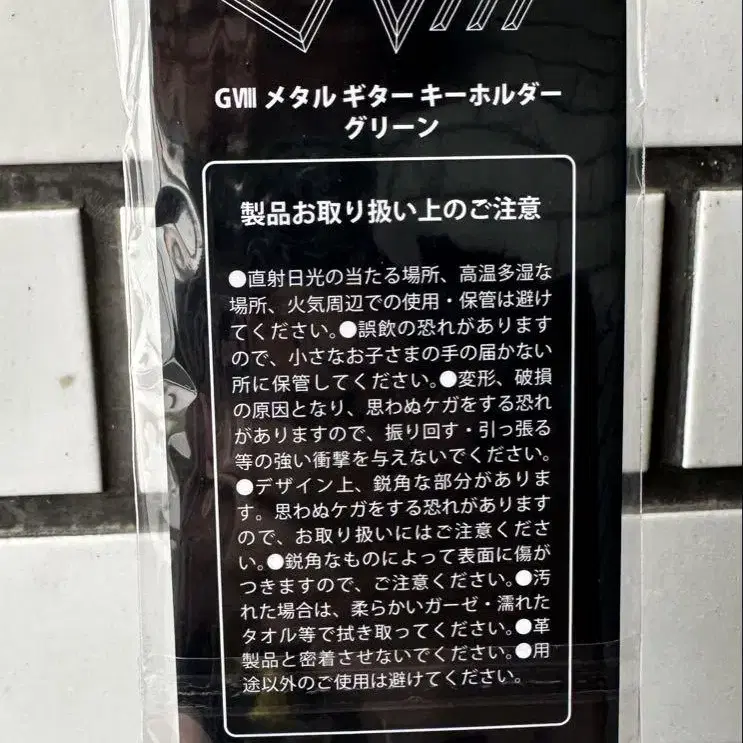 GⅧ メタル ギター キーホルダー
グリーン
製品お取り扱い上のご注意
●直射日光の当たる場所、高温多湿な
場所、火気周辺での使用・保管は避け
てください。●誤飲の恐れがあります
ので、小さなお子さまの手の届かない
所に保管してください。●変形、破損
の原因となり、思わぬケガをする恐れ
がありますので、振り回す・引っ張る
等の強い衝撃を与えないでください。
●デザイン上、鋭角な部分がありま
す。思わぬケガをする恐れがあります
ので、お取り扱いにはご注意くださ
い。●鋭角なものによって表面に傷が
つきますので、ご注意ください。●汚
れた場合は、柔らかいガーゼ・濡れた
タオル等で拭き取ってください。●革
製品と密着させないでください。●用
途以外のご使用は避けてください。